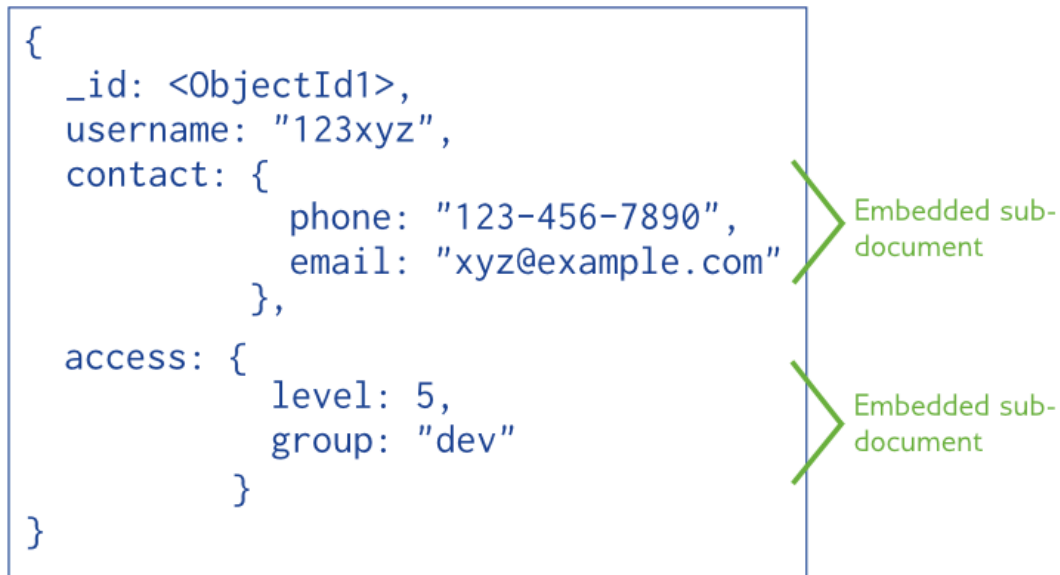 {
_id: <ObjectId1>,
username: "123xyz",
contact: {
phone: "123-456-7890",
email: "xyz@example.com"
},
access: {
level: 5,
group: "dev"
}
}
Embedded sub-
document
Embedded sub-
document